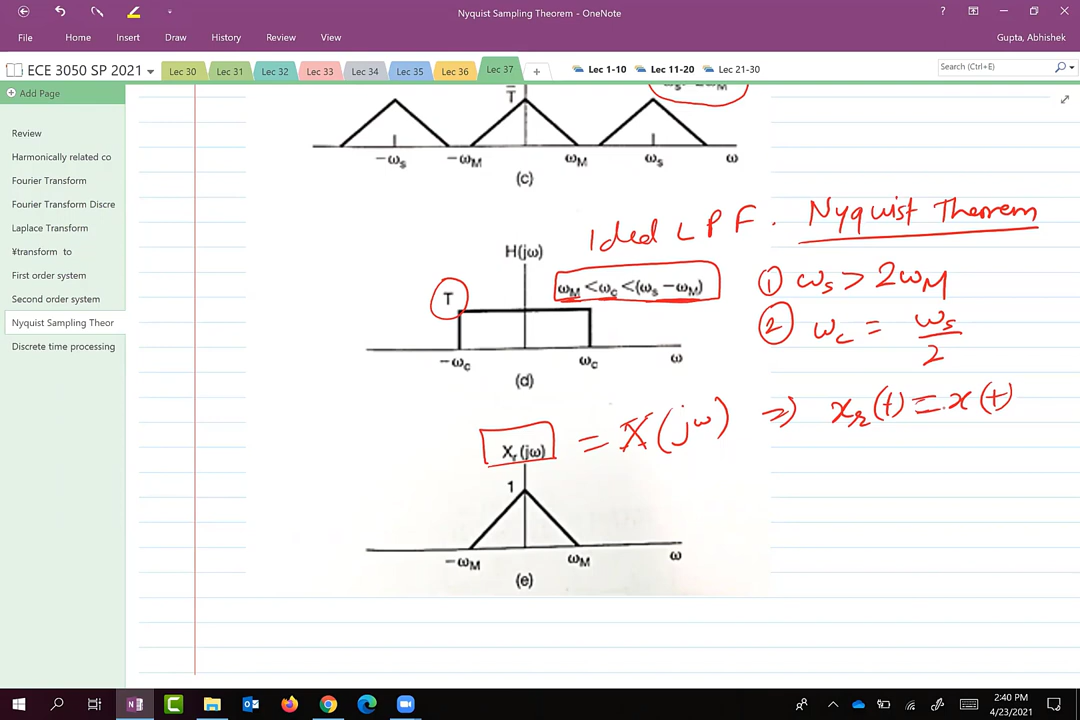 Nyquist Sampling Theorem - OneNote
Gupta, Abhishek
File Home Insert Draw History Review View
ECE 3050 SP 2021
Lec 30 Lec 31 Lec 32 Lec 33 Lec 34 Lec 35 Lec 36 Lec 37
Lec 1-10 Lec 11-20 Lec 21-30
Search (Ctrl+E)
Add Page
Review
Harmonically related co
Fourier Transform
Fourier Transform Discre
Laplace Transform
¥transform to
First order system
Second order system
Nyquist Sampling Theor
Discrete time processing
T
−ωs −ωM ωM ωs ω
(c)
Ideal LPF. Nyquist Theorem
H(jω)
T
ωM < ωc < (ωs − ωM)
−ωc ωc ω
(d)
① ωs > 2ωM
② ωc = ωs/2
Xr(jω) = X(jω) ⇒ xr(t) = x(t)
1
−ωM ωM ω
(e)
2:40 PM
4/23/2021